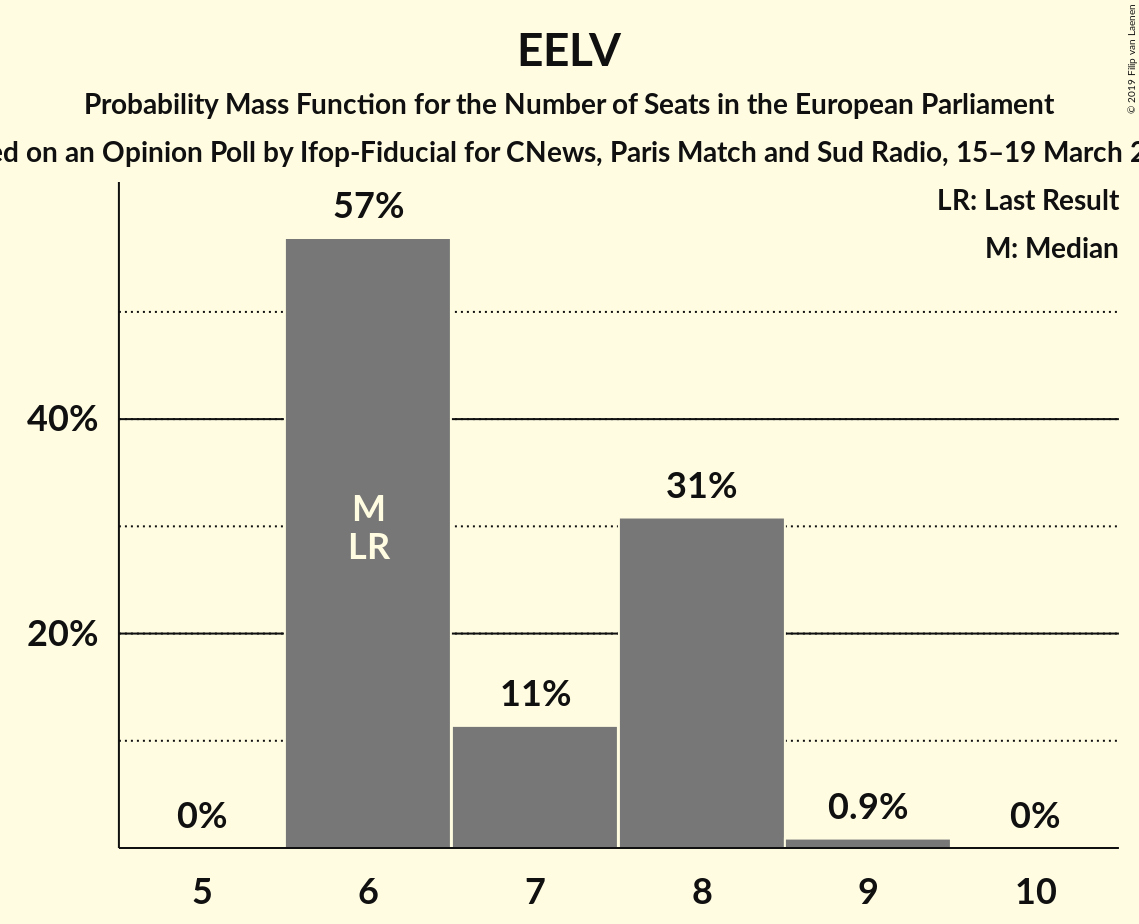 EELV
Probability Mass Function for the Number of Seats in the European Parliament
on an Opinion Poll by Ifop-Fiducial for CNews, Paris Match and Sud Radio, 15–19 March
© 2019 Filip van Laenen
LR: Last Result
M: Median
57%
40%
31%
M
LR
20%
11%
0%
0.9%
0%
5
6
7
8
9
10